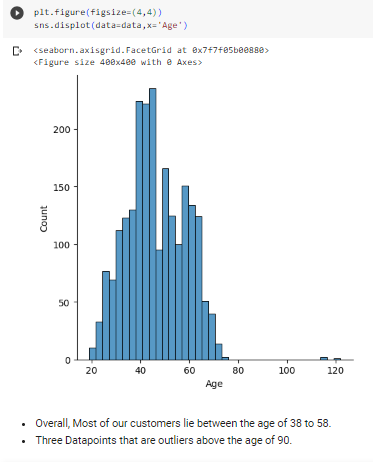 plt.figure(figsize=(4,4))
sns.displot(data=data,x='Age')
<seaborn.axisgrid.FacetGrid at 0x7f7f05b00880>
<Figure size 400x400 with 0 Axes>
200
150
100
50
0
Count
20 40 60 80 100 120
Age
• Overall, Most of our customers lie between the age of 38 to 58.
• Three Datapoints that are outliers above the age of 90.